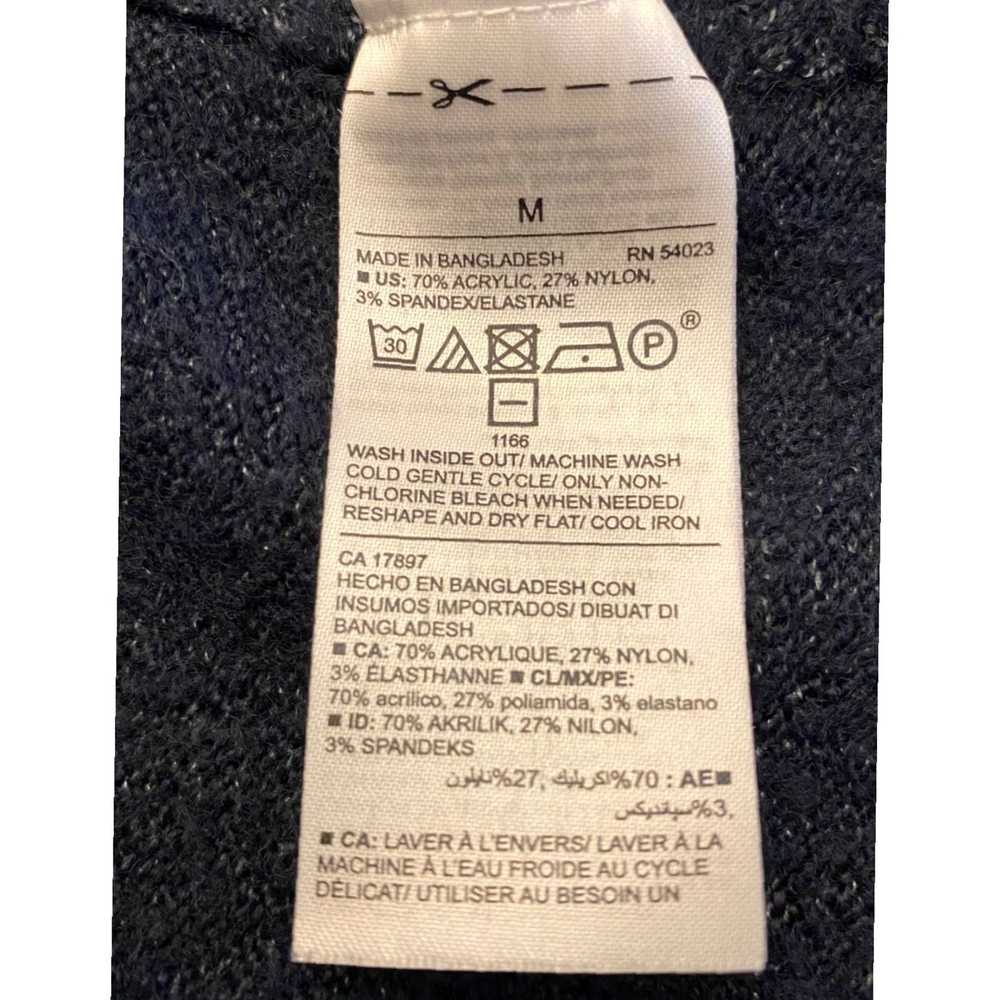 M
MADE IN BANGLADESH RN 54023
■ US: 70% ACRYLIC, 27% NYLON,
3% SPANDEX/ELASTANE
30 P ®
1166
WASH INSIDE OUT/ MACHINE WASH
COLD GENTLE CYCLE/ ONLY NON-
CHLORINE BLEACH WHEN NEEDED/
RESHAPE AND DRY FLAT/ COOL IRON
CA 17897
HECHO EN BANGLADESH CON
INSUMOS IMPORTADOS/ DIBUAT DI
BANGLADESH
■ CA: 70% ACRYLIQUE, 27% NYLON,
3% ÉLASTHANNE ■ CL/MX/PE:
70% acrílico, 27% poliamida, 3% elastano
■ ID: 70% AKRILIK, 27% NILON,
3% SPANDEKS
■AE : 70%اكريليك ,27%نايلون
,3%سباندیكس
■ CA: LAVER À L'ENVERS/ LAVER À LA
MACHINE À L'EAU FROIDE AU CYCLE
DÉLICAT/ UTILISER AU BESOIN UN